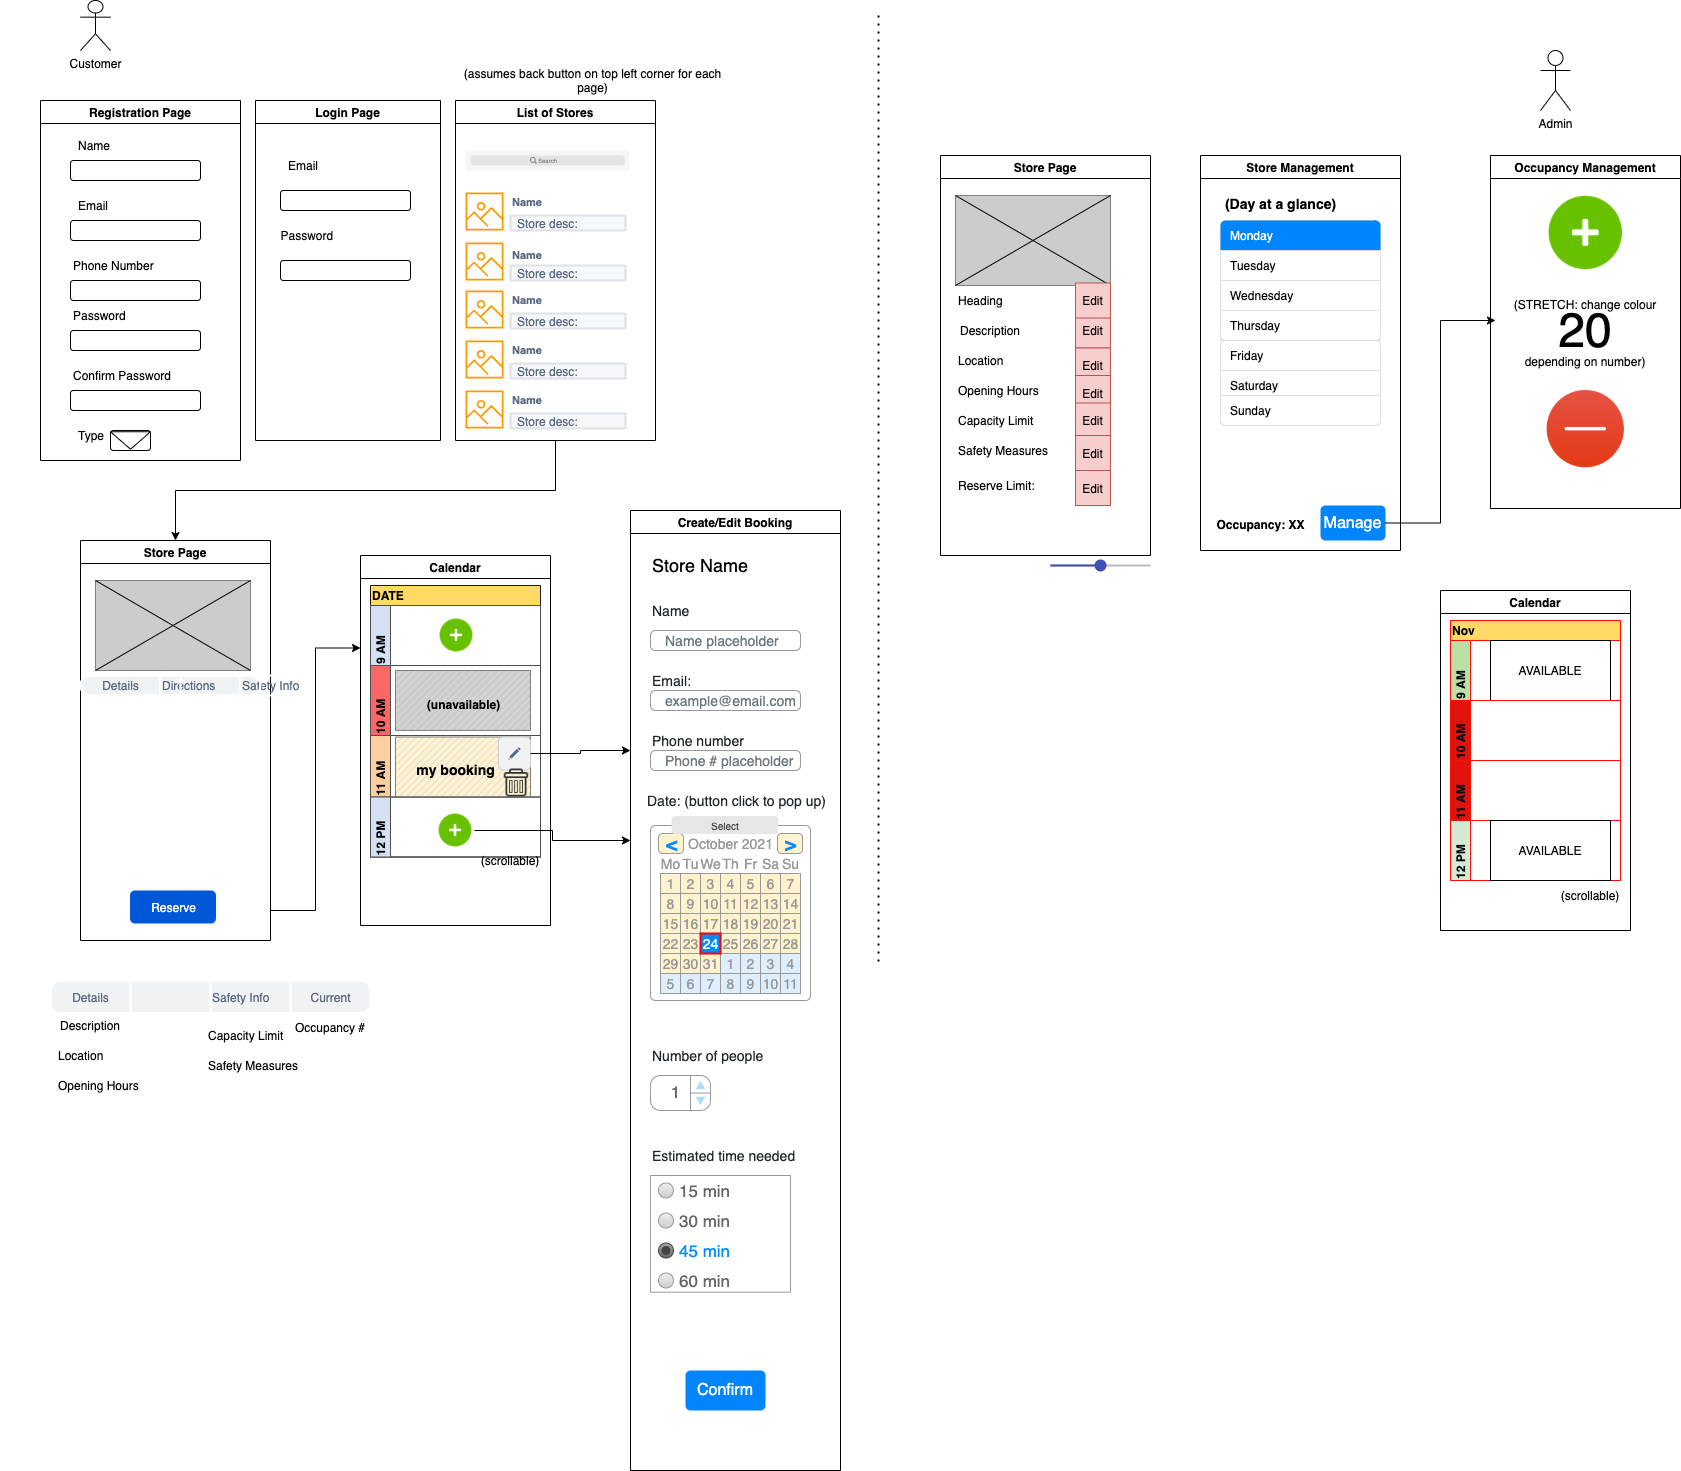 Customer
(assumes back button on top left corner for each
page)
Registration Page
Name
Email
Phone Number
Password
Confirm Password
Type
Login Page
Email
Password
List of Stores
Search
Name
Store desc:
Name
Store desc:
Name
Store desc:
Name
Store desc:
Name
Store desc:
Store Page
Details
Directions
Safety Info
Reserve
Details
Safety Info
Current
Description
Location
Opening Hours
Capacity Limit
Safety Measures
Occupancy #
Calendar
DATE
9 AM
10 AM
(unavailable)
11 AM
my booking
12 PM
(scrollable)
Create/Edit Booking
Store Name
Name
Name placeholder
Email:
example@email.com
Phone number
Phone # placeholder
Date: (button click to pop up)
Select
< October 2021 >
Mo Tu We Th Fr Sa Su
1 2 3 4 5 6 7
8 9 10 11 12 13 14
15 16 17 18 19 20 21
22 23 24 25 26 27 28
29 30 31 1 2 3 4
5 6 7 8 9 10 11
Number of people
1
Estimated time needed
15 min
30 min
45 min
60 min
Confirm
Admin
Store Page
Heading Edit
Description Edit
Location Edit
Opening Hours Edit
Capacity Limit Edit
Safety Measures Edit
Reserve Limit: Edit
Store Management
(Day at a glance)
Monday
Tuesday
Wednesday
Thursday
Friday
Saturday
Sunday
Occupancy: XX
Manage
Occupancy Management
(STRETCH: change colour
20
depending on number)
Calendar
Nov
9 AM
AVAILABLE
10 AM
11 AM
12 PM
AVAILABLE
(scrollable)